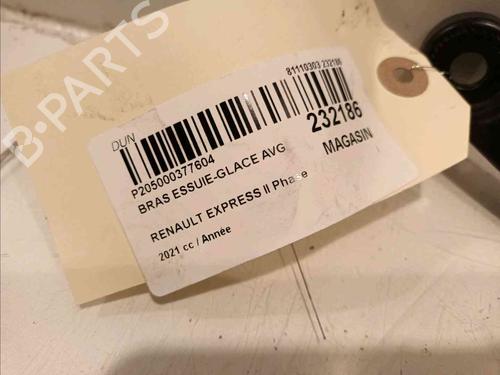 B-PARTS
81110303 232186
DUN
P205000377604
232186
BRAS ESSUIE-GLACE AVG
MAGASIN
RENAULT EXPRESS II Phase
2021 cc / Année